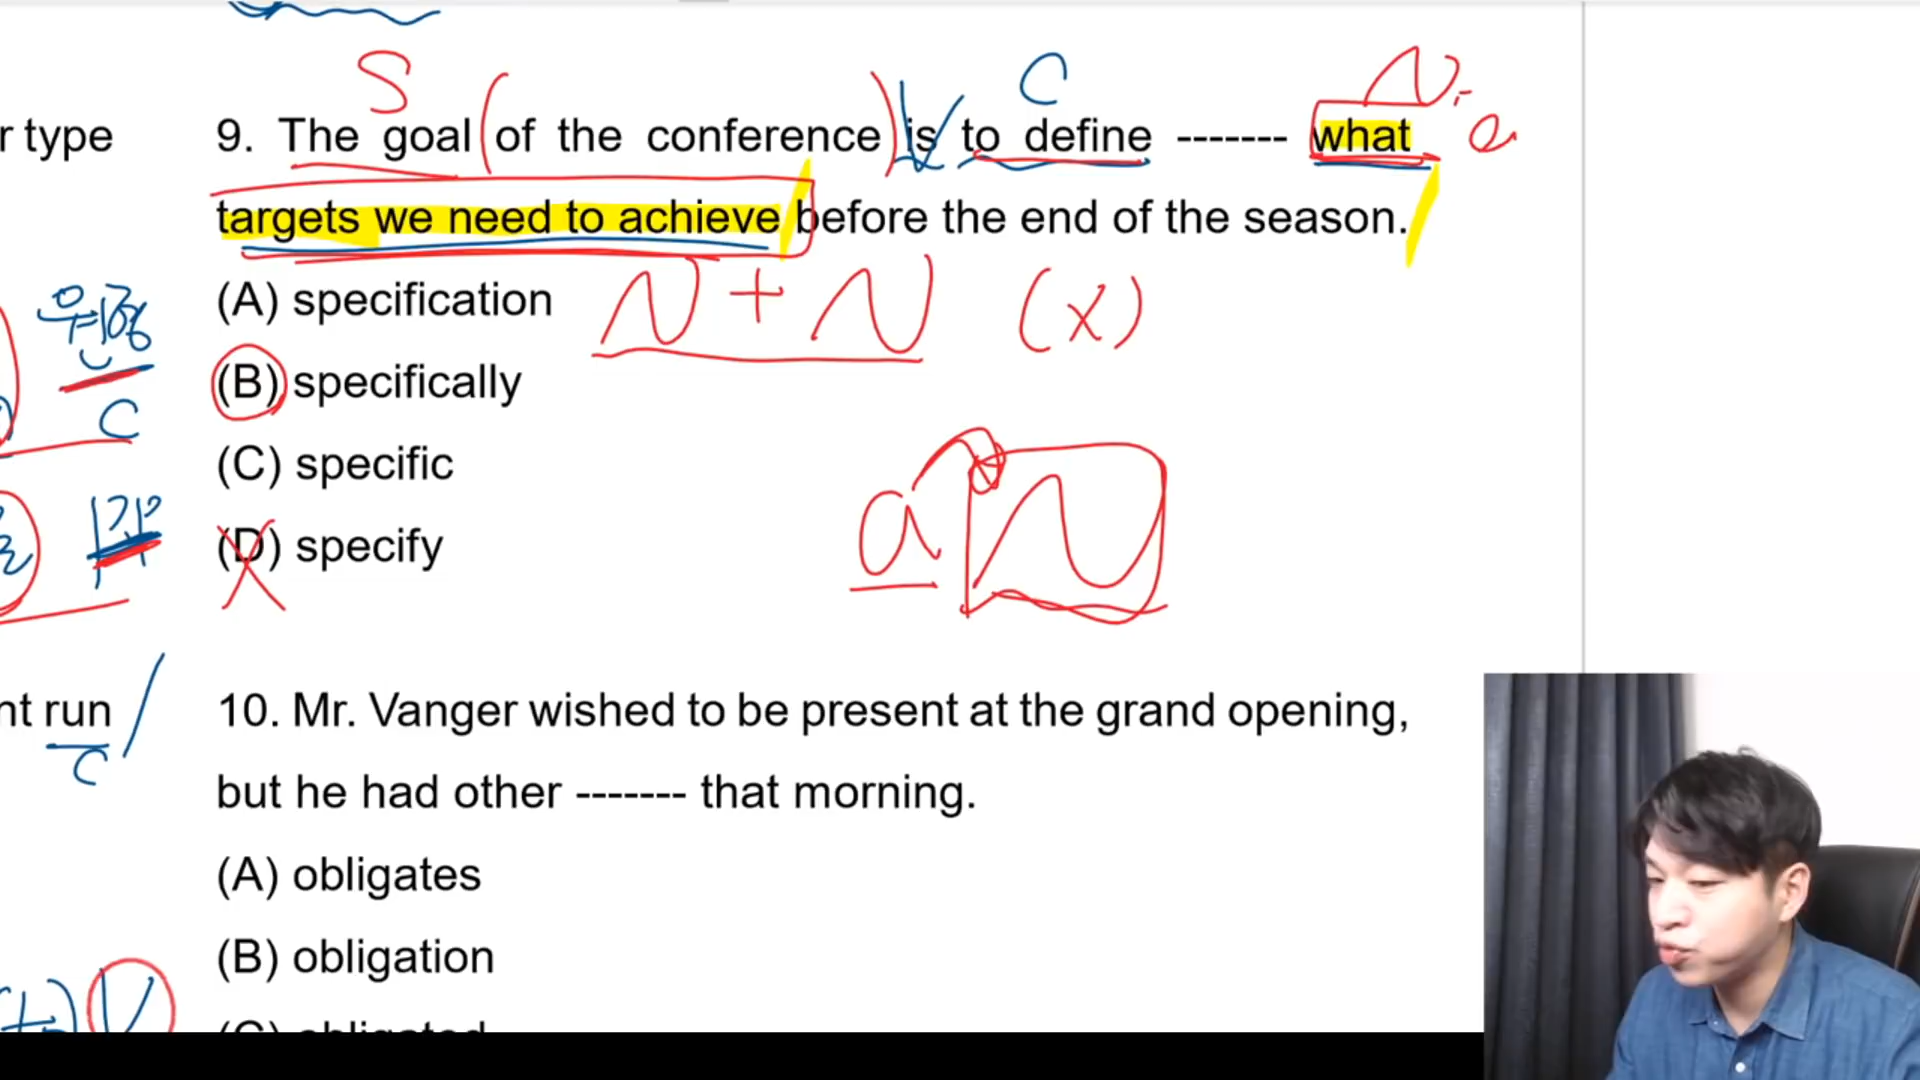 S
C
N.
r type
9. The goal of the conference is to define ------- what
targets we need to achieve before the end of the season.
(A) specification
N + N (x)
(B) specifically
C
(C) specific
a N
(D) specify
nt run
C
10. Mr. Vanger wished to be present at the grand opening,
but he had other ------- that morning.
(A) obligates
(B) obligation
(C) obligated